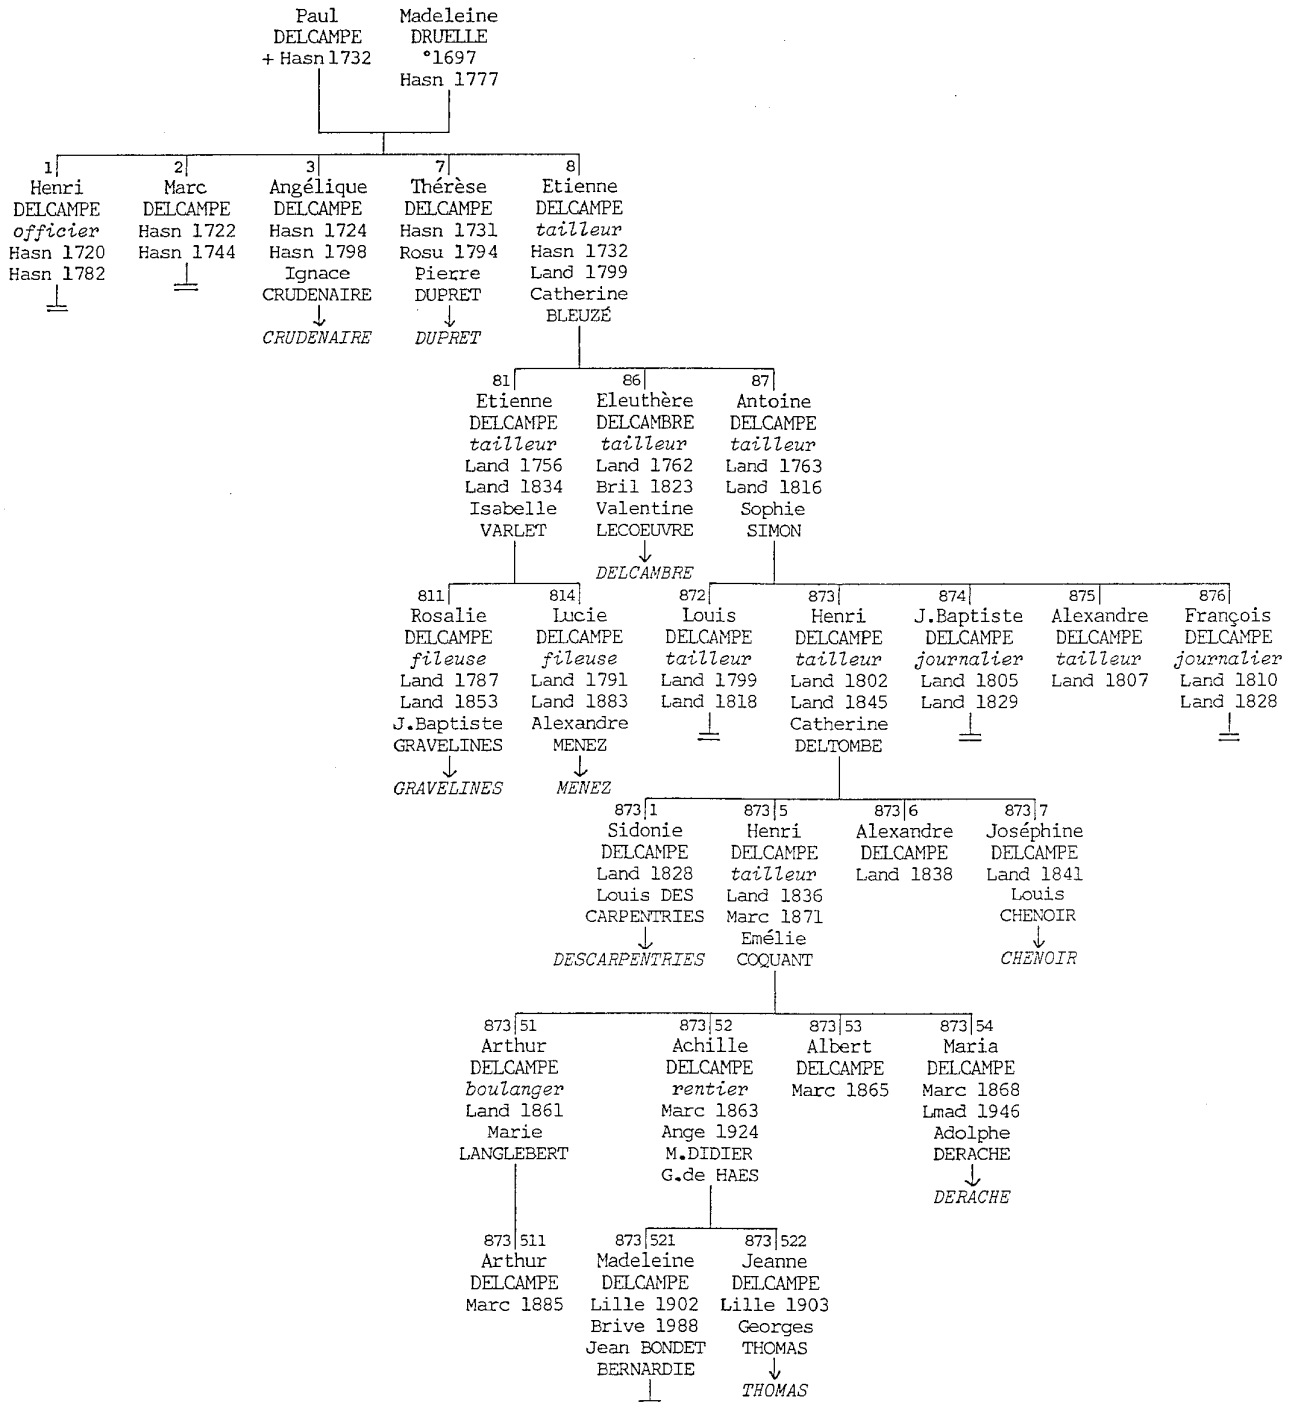 Paul
DELCAMPE
+ Hasn 1732
Madeleine
DRUELLE
°1697
Hasn 1777
1
Henri
DELCAMPE
officier
Hasn 1720
Hasn 1782
2
Marc
DELCAMPE
Hasn 1722
Hasn 1744
3
Angélique
DELCAMPE
Hasn 1724
Hasn 1798
Ignace
CRUDENAIRE
CRUDENAIRE
7
Thérèse
DELCAMPE
Hasn 1731
Rosu 1794
Pierre
DUPRET
DUPRET
8
Etienne
DELCAMPE
tailleur
Hasn 1732
Land 1799
Catherine
BLEUZÉ
81
Etienne
DELCAMPE
tailleur
Land 1756
Land 1834
Isabelle
VARLET
86
Eleuthère
DELCAMBRE
tailleur
Land 1762
Bril 1823
Valentine
LECOEUVRE
DELCAMBRE
87
Antoine
DELCAMPE
tailleur
Land 1763
Land 1816
Sophie
SIMON
811
Rosalie
DELCAMPE
fileuse
Land 1787
Land 1853
J.Baptiste
GRAVELINES
GRAVELINES
814
Lucie
DELCAMPE
fileuse
Land 1791
Land 1883
Alexandre
MENEZ
MENEZ
872
Louis
DELCAMPE
tailleur
Land 1799
Land 1818
873
Henri
DELCAMPE
tailleur
Land 1802
Land 1845
Catherine
DELTOMBE
874
J.Baptiste
DELCAMPE
journalier
Land 1805
Land 1829
875
Alexandre
DELCAMPE
tailleur
Land 1807
876
François
DELCAMPE
journalier
Land 1810
Land 1828
873 1
Sidonie
DELCAMPE
Land 1828
Louis DES
CARPENTRIES
DESCARPENTRIES
873 5
Henri
DELCAMPE
tailleur
Land 1836
Marc 1871
Emélie
COQUANT
873 6
Alexandre
DELCAMPE
Land 1838
873 7
Joséphine
DELCAMPE
Land 1841
Louis
CHENOIR
CHENOIR
873 51
Arthur
DELCAMPE
boulanger
Land 1861
Marie
LANGLEBERT
873 52
Achille
DELCAMPE
rentier
Marc 1863
Ange 1924
M.DIDIER
G.de HAES
873 53
Albert
DELCAMPE
Marc 1865
873 54
Maria
DELCAMPE
Marc 1868
Lmad 1946
Adolphe
DERACHE
DERACHE
873 511
Arthur
DELCAMPE
Marc 1885
873 521
Madeleine
DELCAMPE
Lille 1902
Brive 1988
Jean BONDET
BERNARDIE
873 522
Jeanne
DELCAMPE
Lille 1903
Georges
THOMAS
THOMAS